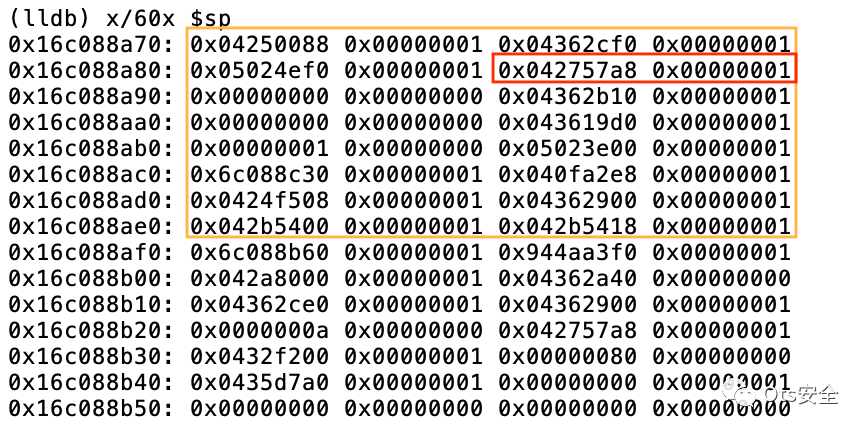 (lldb) x/60x $sp
0x16c088a70: 0x04250088 0x00000001 0x04362cf0 0x00000001
0x16c088a80: 0x05024ef0 0x00000001 0x042757a8 0x00000001
0x16c088a90: 0x00000000 0x00000000 0x04362b10 0x00000001
0x16c088aa0: 0x00000000 0x00000000 0x043619d0 0x00000001
0x16c088ab0: 0x00000001 0x00000000 0x05023e00 0x00000001
0x16c088ac0: 0x6c088c30 0x00000001 0x040fa2e8 0x00000001
0x16c088ad0: 0x0424f508 0x00000001 0x04362900 0x00000001
0x16c088ae0: 0x042b5400 0x00000001 0x042b5418 0x00000001
0x16c088af0: 0x6c088b60 0x00000001 0x944aa3f0 0x00000001
0x16c088b00: 0x042a8000 0x00000001 0x04362a40 0x00000000
0x16c088b10: 0x04362ce0 0x00000001 0x04362900 0x00000001
0x16c088b20: 0x0000000a 0x00000000 0x042757a8 0x00000001
0x16c088b30: 0x0432f200 0x00000001 0x00000080 0x00000000
0x16c088b40: 0x0435d7a0 0x00000001 0x00000000 0x00000001
0x16c088b50: 0x00000000 0x00000000 0x00000000 0x00000000
Ots安全